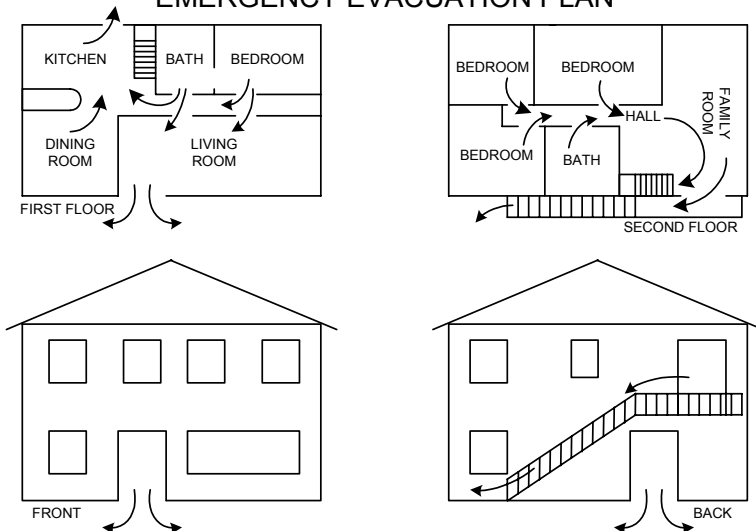 EMERGENCY EVACUATION PLAN
KITCHEN
BATH
BEDROOM
DINING
ROOM
LIVING
ROOM
FIRST FLOOR
BEDROOM
BEDROOM
HALL
FAMILY
ROOM
BEDROOM
BATH
SECOND FLOOR
FRONT
BACK